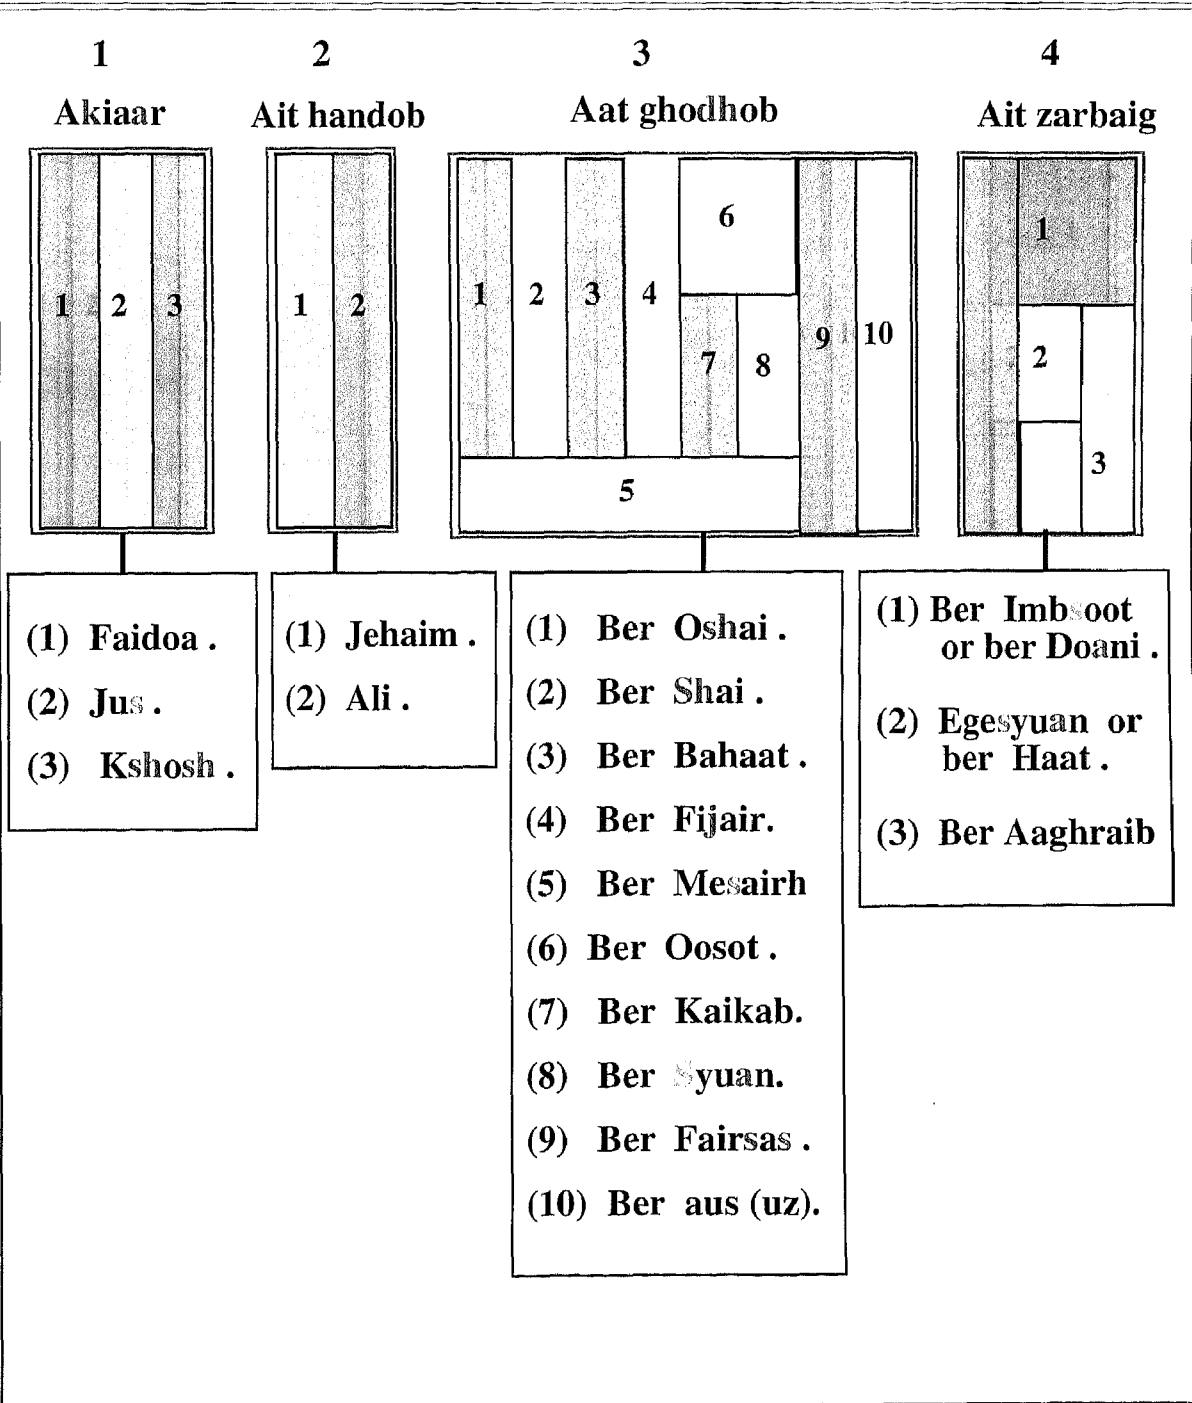 1 2 3 4
Akiaar Ait handob Aat ghodhob Ait zarbaig
1 2 3
1 2
1 2 3 4 5 6 7 8 9 10
1 2 3
(1) Faidoa .
(2) Jus .
(3) Kshosh .
(1) Jehaim .
(2) Ali .
(1) Ber Oshai .
(2) Ber Shai .
(3) Ber Bahaat .
(4) Ber Fijair.
(5) Ber Mesairh
(6) Ber Oosot .
(7) Ber Kaikab.
(8) Ber Syuan.
(9) Ber Fairsas .
(10) Ber aus (uz).
(1) Ber Imbsoot
or ber Doani .
(2) Egesyuan or
ber Haat .
(3) Ber Aaghraib